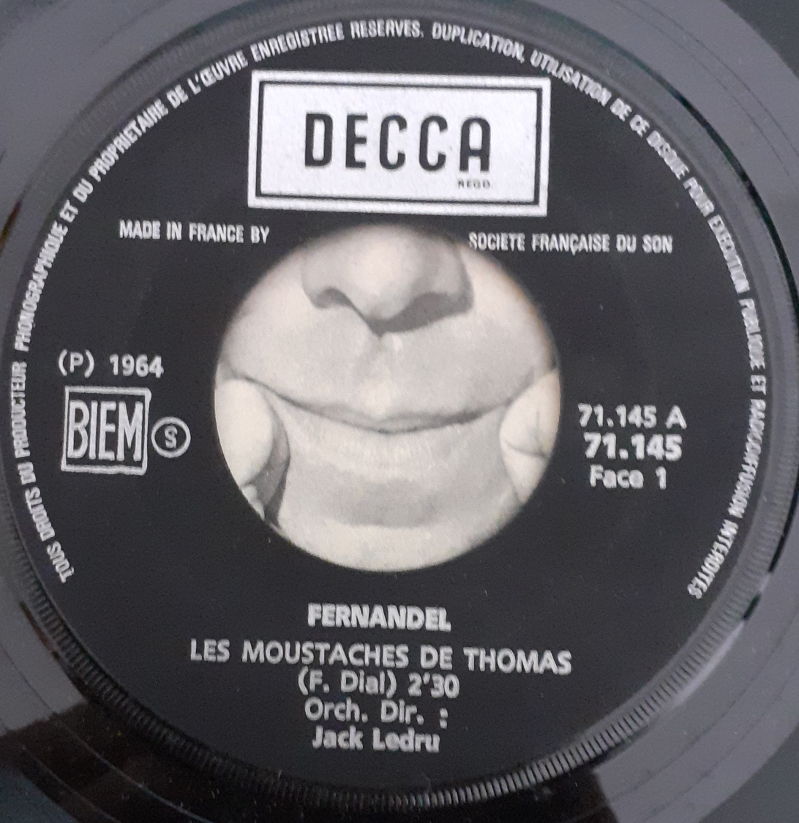 TOUS DROITS DU PRODUCTEUR PHONOGRAPHIQUE ET DU PROPRIETAIRE DE L'ŒUVRE ENREGISTREE RESERVES. DUPLICATION, UTILISATION DE CE DISQUE POUR EXECUTION PUBLIQUE ET RADIODIFFUSION INTERDITES
DECCA
REGD
MADE IN FRANCE BY SOCIETE FRANÇAISE DU SON
(P) 1964
BIEM S
71.145 A
71.145
Face 1
FERNANDEL
LES MOUSTACHES DE THOMAS
(F. Dial) 2'30
Orch. Dir. :
Jack Ledru